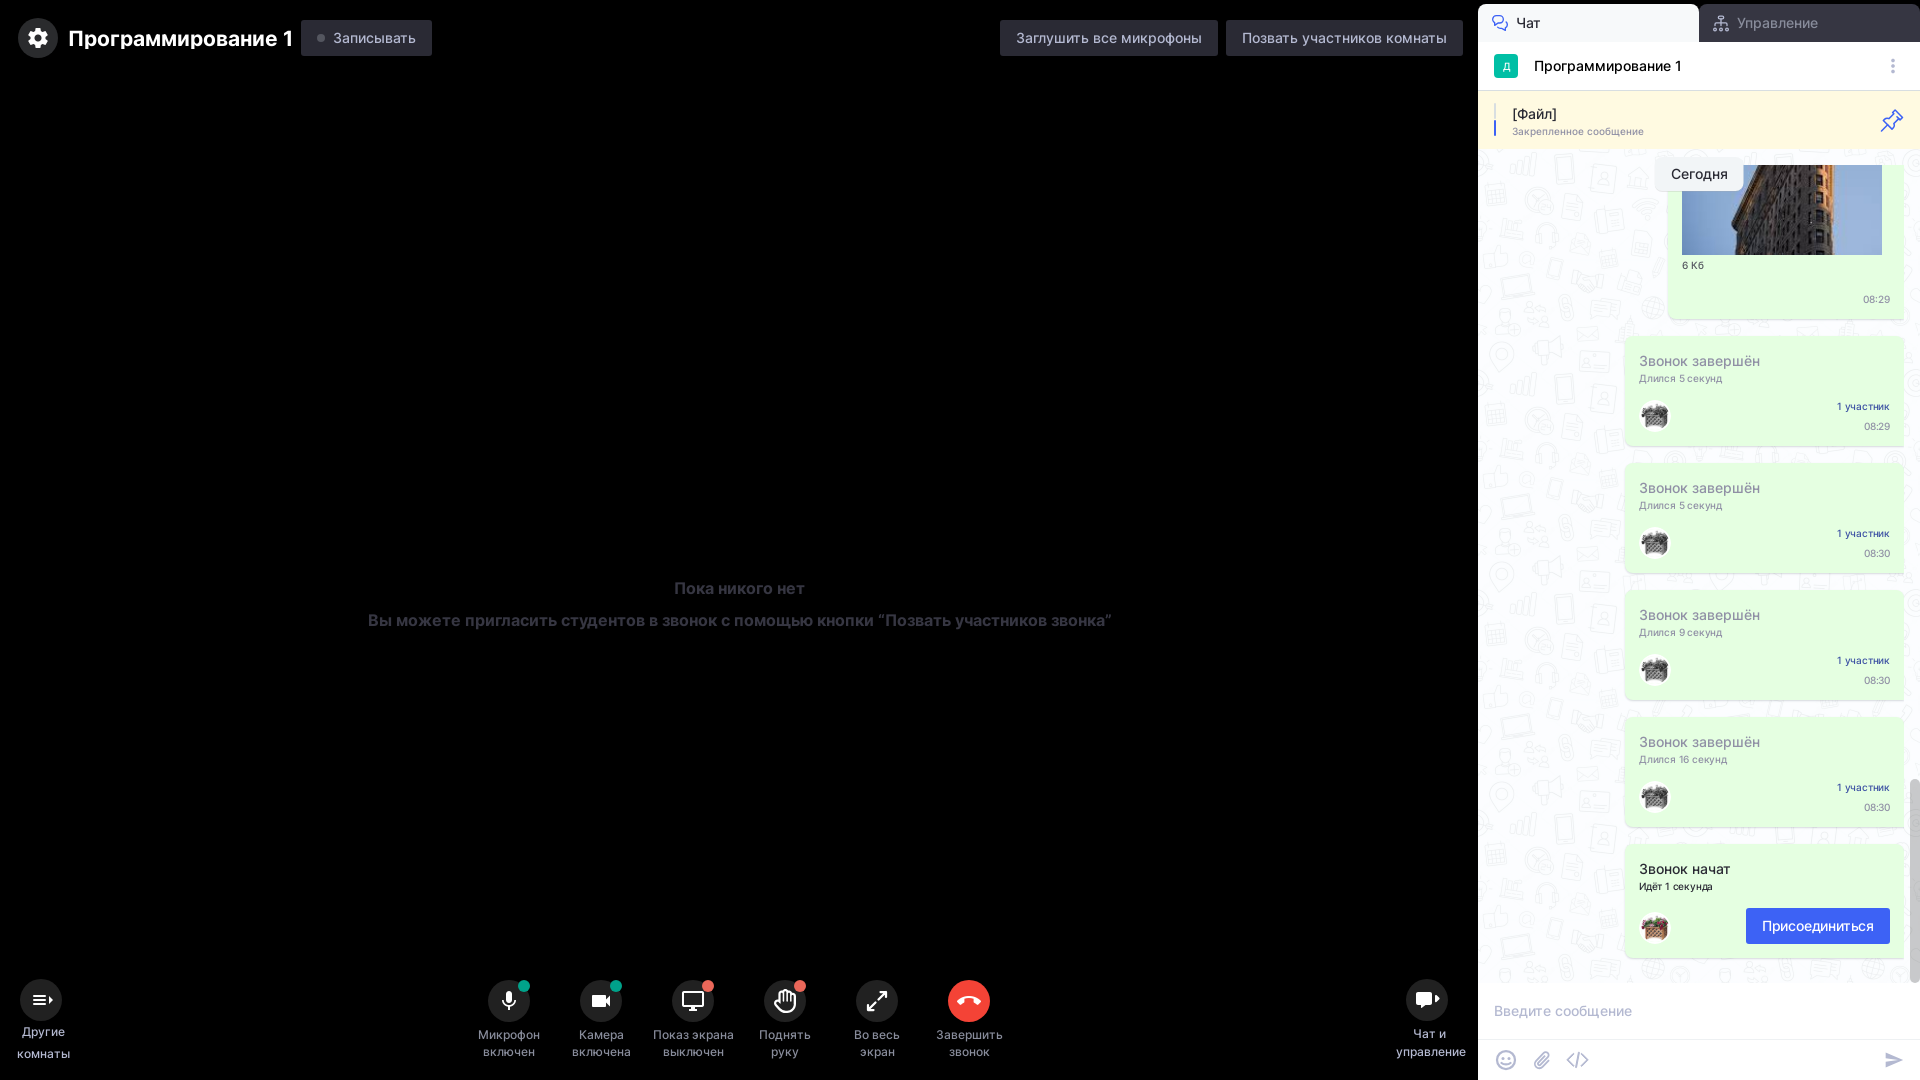 Программирование 1
Записывать
Заглушить все микрофоны
Позвать участников комнаты
Пока никого нет
Вы можете пригласить студентов в звонок с помощью кнопки “Позвать участников звонка”
Другие
комнаты
Микрофон
включен
Камера
включена
Показ экрана
выключен
Поднять
руку
Во весь
экран
Завершить
звонок
Чат и
управление
Чат
Управление
Д
Программирование 1
[Файл]
Закрепленное сообщение
Сегодня
6 Кб
08:29
Звонок завершён
Длился 5 секунд
1 участник
08:29
Звонок завершён
Длился 5 секунд
1 участник
08:30
Звонок завершён
Длился 9 секунд
1 участник
08:30
Звонок завершён
Длился 16 секунд
1 участник
08:30
Звонок начат
Идёт 1 секунда
Присоединиться
Введите сообщение